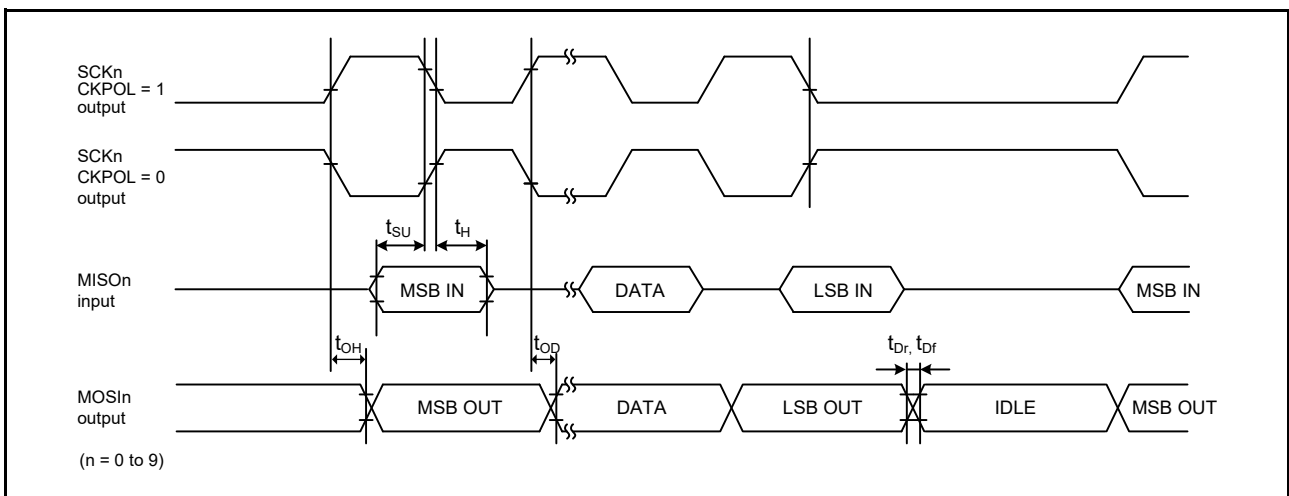 SCKn
CKPOL = 1
output
SCKn
CKPOL = 0
output
tSU
tH
MISOn
input
MSB IN
DATA
LSB IN
MSB IN
tOH
tOD
tDr, tDf
MOSIn
output
MSB OUT
DATA
LSB OUT
IDLE
MSB OUT
(n = 0 to 9)